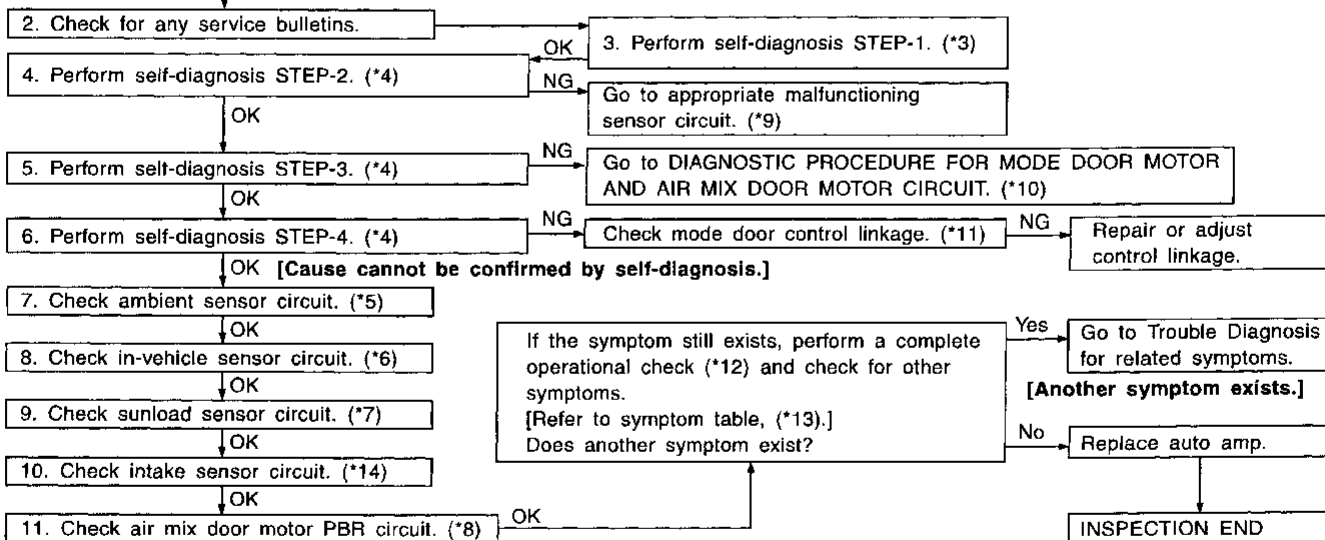 2. Check for any service bulletins.
3. Perform self-diagnosis STEP-1. (*3)
OK
4. Perform self-diagnosis STEP-2. (*4)
NG
Go to appropriate malfunctioning
sensor circuit. (*9)
OK
5. Perform self-diagnosis STEP-3. (*4)
NG
Go to DIAGNOSTIC PROCEDURE FOR MODE DOOR MOTOR
AND AIR MIX DOOR MOTOR CIRCUIT. (*10)
OK
6. Perform self-diagnosis STEP-4. (*4)
NG
Check mode door control linkage. (*11)
NG
Repair or adjust
control linkage.
OK
[Cause cannot be confirmed by self-diagnosis.]
7. Check ambient sensor circuit. (*5)
OK
8. Check in-vehicle sensor circuit. (*6)
OK
9. Check sunload sensor circuit. (*7)
OK
10. Check intake sensor circuit. (*14)
OK
11. Check air mix door motor PBR circuit. (*8)
OK
If the symptom still exists, perform a complete
operational check (*12) and check for other
symptoms.
[Refer to symptom table, (*13).]
Does another symptom exist?
Yes
Go to Trouble Diagnosis
for related symptoms.
[Another symptom exists.]
No
Replace auto amp.
INSPECTION END